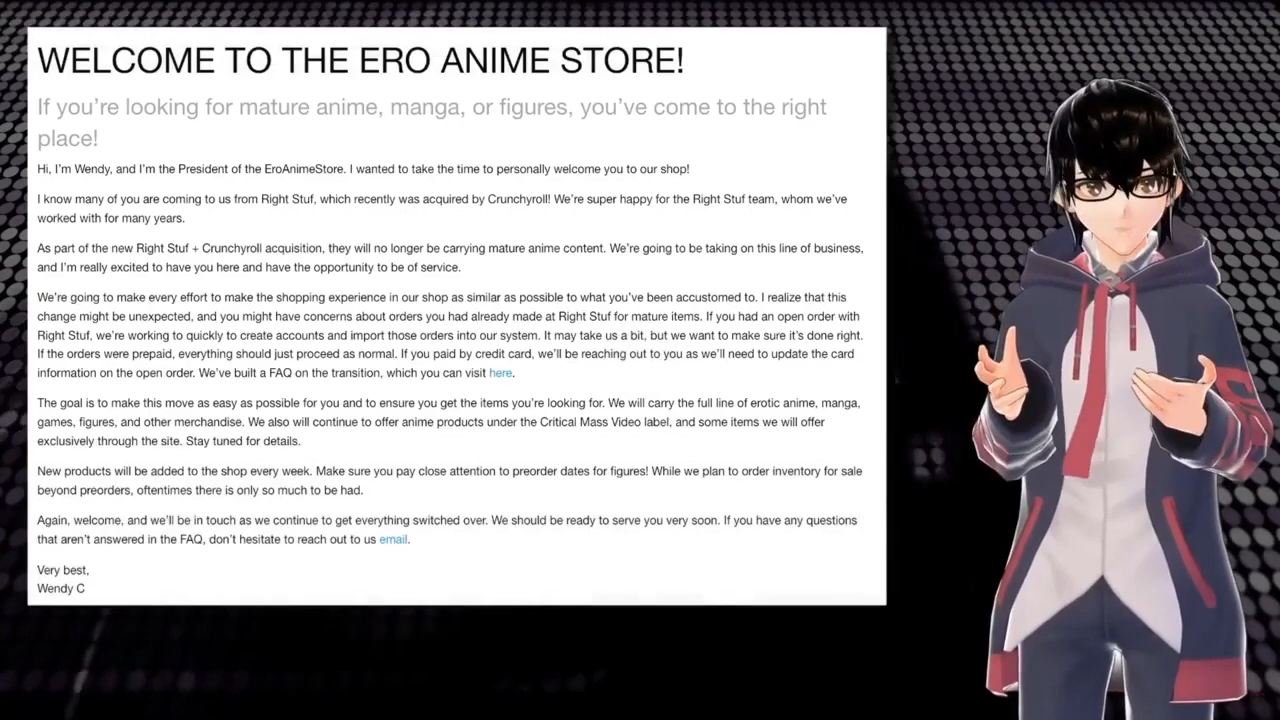 WELCOME TO THE ERO ANIME STORE!
If you're looking for mature anime, manga, or figures, you've come to the right
place!
Hi, I'm Wendy, and I'm the President of the EroAnimeStore. I wanted to take the time to personally welcome you to our shop!
I know many of you are coming to us from Right Stuf, which recently was acquired by Crunchyroll! We're super happy for the Right Stuf team, whom we've
worked with for many years.
As part of the new Right Stuf + Crunchyroll acquisition, they will no longer be carrying mature anime content. We're going to be taking on this line of business,
and I'm really excited to have you here and have the opportunity to be of service.
We're going to make every effort to make the shopping experience in our shop as similar as possible to what you've been accustomed to. I realize that this
change might be unexpected, and you might have concerns about orders you had already made at Right Stuf for mature items. If you had an open order with
Right Stuf, we're working to quickly to create accounts and import those orders into our system. It may take us a bit, but we want to make sure it's done right.
If the orders were prepaid, everything should just proceed as normal. If you paid by credit card, we'll be reaching out to you as we'll need to update the card
information on the open order. We've built a FAQ on the transition, which you can visit here.
The goal is to make this move as easy as possible for you and to ensure you get the items you're looking for. We will carry the full line of erotic anime, manga,
games, figures, and other merchandise. We also will continue to offer anime products under the Critical Mass Video label, and some items we will offer
exclusively through the site. Stay tuned for details.
New products will be added to the shop every week. Make sure you pay close attention to preorder dates for figures! While we plan to order inventory for sale
beyond preorders, oftentimes there is only so much to be had.
Again, welcome, and we'll be in touch as we continue to get everything switched over. We should be ready to serve you very soon. If you have any questions
that aren't answered in the FAQ, don't hesitate to reach out to us email.
Very best,
Wendy C